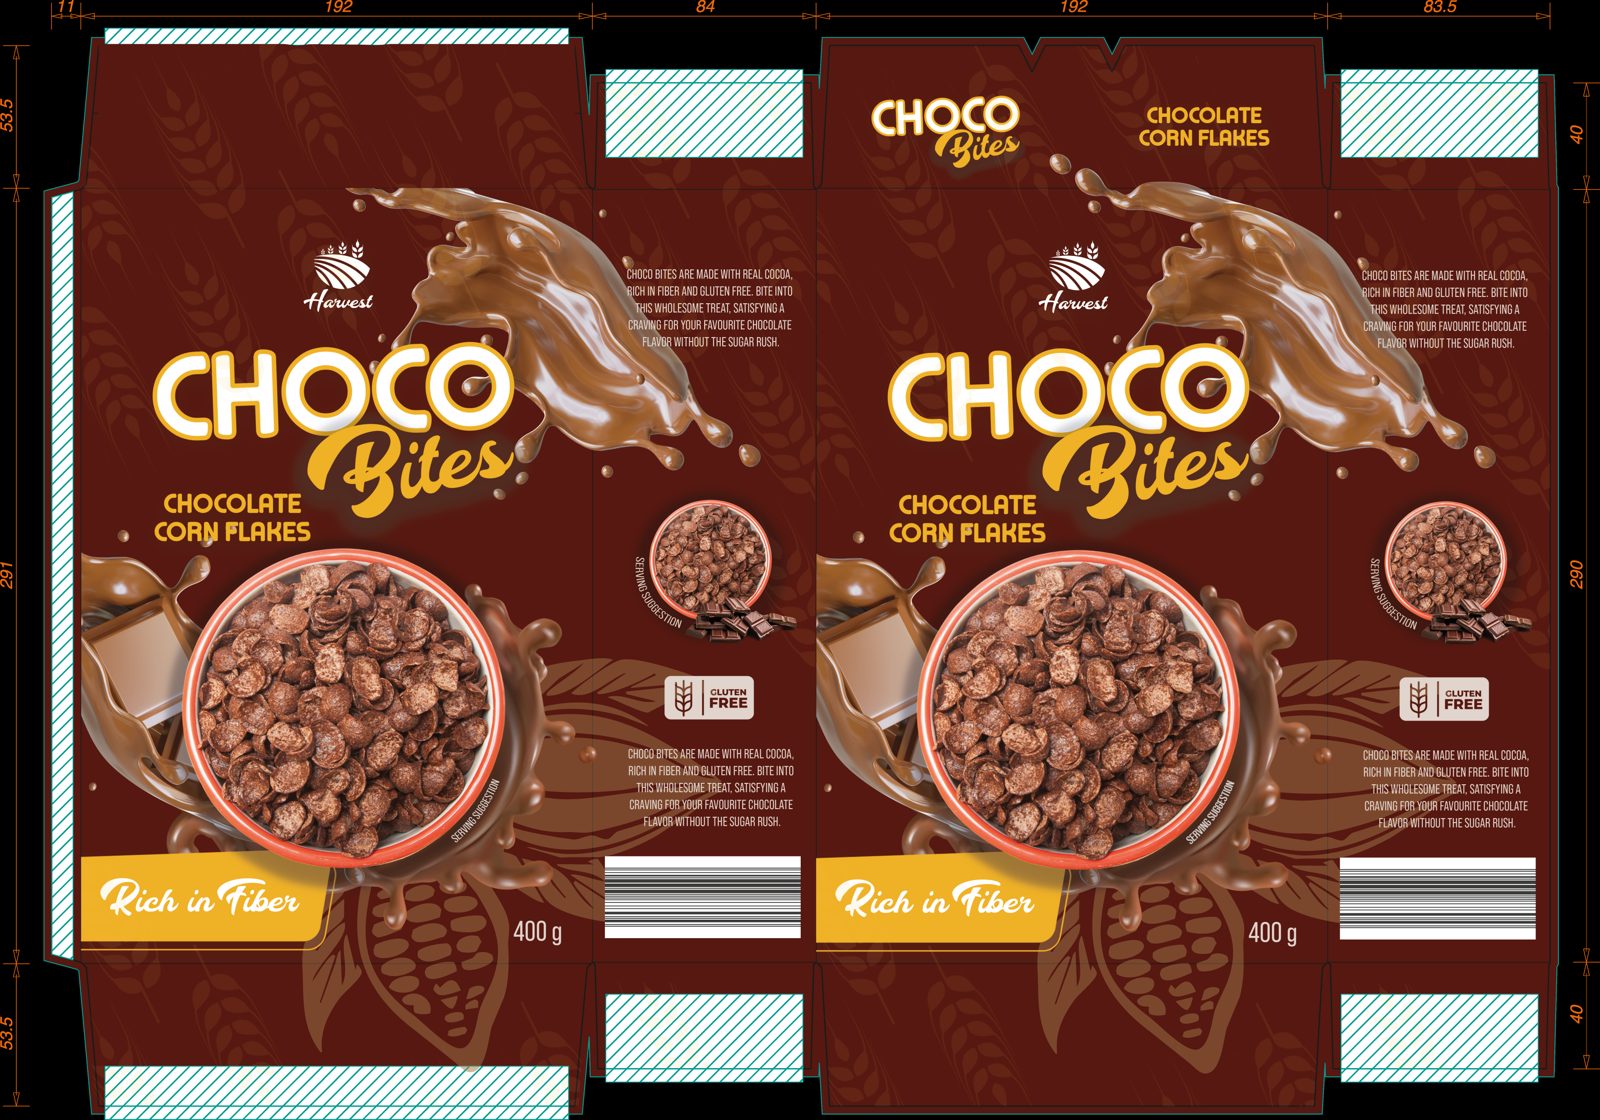 11
192
84
192
83.5
53.5
291
53.5
40
290
40
CHOCO
Bites
CHOCOLATE
CORN FLAKES
Harvest
CHOCO
Bites
CHOCOLATE
CORN FLAKES
SERVING SUGGESTION
Rich in Fiber
400 g
CHOCO BITES ARE MADE WITH REAL COCOA,
RICH IN FIBER AND GLUTEN FREE. BITE INTO
THIS WHOLESOME TREAT, SATISFYING A
CRAVING FOR YOUR FAVOURITE CHOCOLATE
FLAVOR WITHOUT THE SUGAR RUSH.
SERVING SUGGESTION
GLUTEN
FREE
CHOCO BITES ARE MADE WITH REAL COCOA,
RICH IN FIBER AND GLUTEN FREE. BITE INTO
THIS WHOLESOME TREAT, SATISFYING A
CRAVING FOR YOUR FAVOURITE CHOCOLATE
FLAVOR WITHOUT THE SUGAR RUSH.
Harvest
CHOCO
Bites
CHOCOLATE
CORN FLAKES
SERVING SUGGESTION
Rich in Fiber
400 g
CHOCO BITES ARE MADE WITH REAL COCOA,
RICH IN FIBER AND GLUTEN FREE. BITE INTO
THIS WHOLESOME TREAT, SATISFYING A
CRAVING FOR YOUR FAVOURITE CHOCOLATE
FLAVOR WITHOUT THE SUGAR RUSH.
SERVING SUGGESTION
GLUTEN
FREE
CHOCO BITES ARE MADE WITH REAL COCOA,
RICH IN FIBER AND GLUTEN FREE. BITE INTO
THIS WHOLESOME TREAT, SATISFYING A
CRAVING FOR YOUR FAVOURITE CHOCOLATE
FLAVOR WITHOUT THE SUGAR RUSH.